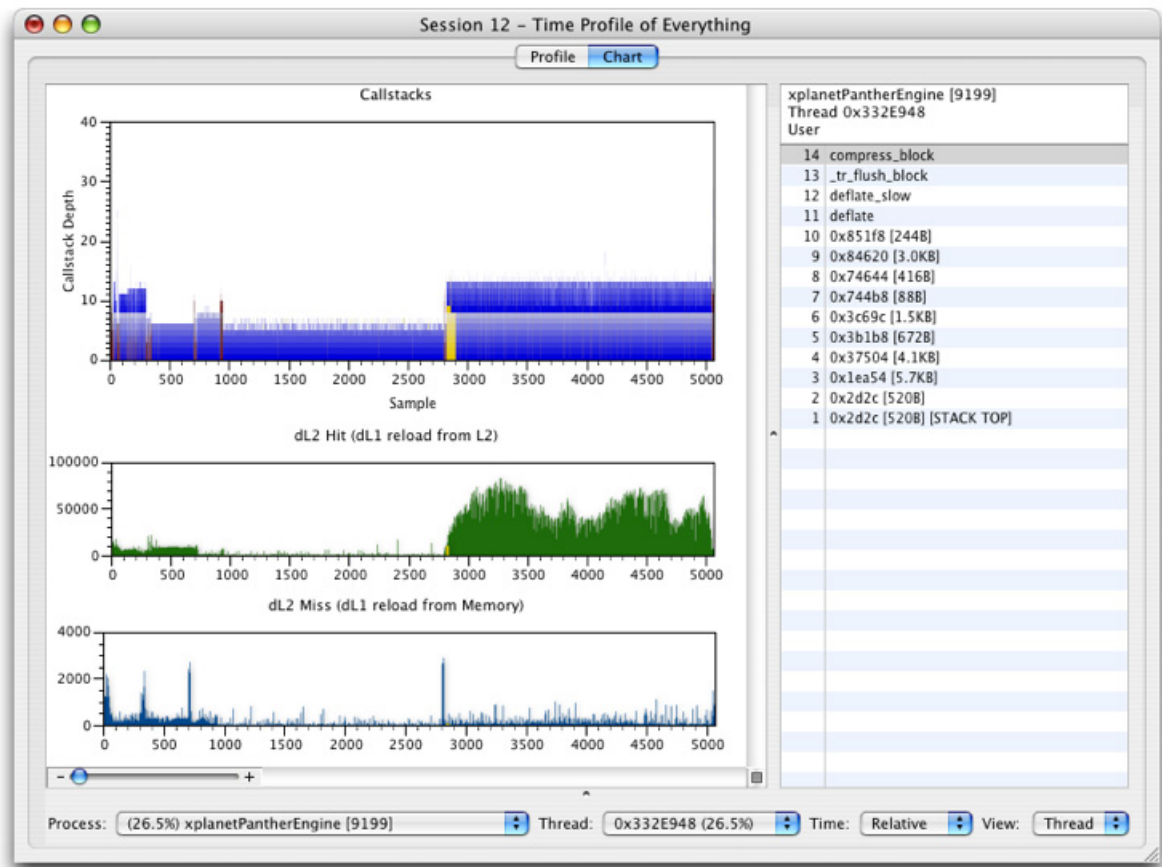 Session 12 – Time Profile of Everything
Profile Chart
Callstacks
40
30
20
10
0
Callstack Depth
0 500 1000 1500 2000 2500 3000 3500 4000 4500 5000
Sample
dL2 Hit (dL1 reload from L2)
100000
50000
0
0 500 1000 1500 2000 2500 3000 3500 4000 4500 5000
dL2 Miss (dL1 reload from Memory)
4000
2000
0
0 500 1000 1500 2000 2500 3000 3500 4000 4500 5000
- +
xplanetPantherEngine [9199]
Thread 0x332E948
User
14 compress_block
13 _tr_flush_block
12 deflate_slow
11 deflate
10 0x851f8 [244B]
9 0x84620 [3.0KB]
8 0x74644 [416B]
7 0x744b8 [88B]
6 0x3c69c [1.5KB]
5 0x3b1b8 [672B]
4 0x37504 [4.1KB]
3 0x1ea54 [5.7KB]
2 0x2d2c [520B]
1 0x2d2c [520B] [STACK TOP]
Process: (26.5%) xplanetPantherEngine [9199] Thread: 0x332E948 (26.5%) Time: Relative View: Thread